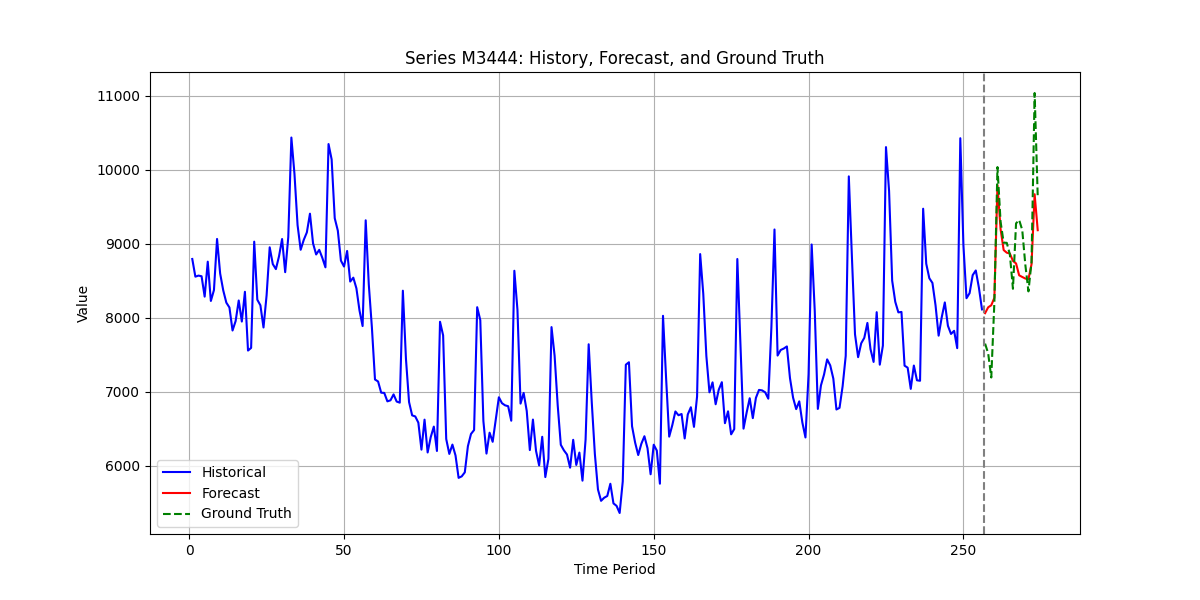 Series M3444: History, Forecast, and Ground Truth
Value
11000
10000
9000
8000
7000
6000
Historical
Forecast
Ground Truth
0 50 100 150 200 250
Time Period